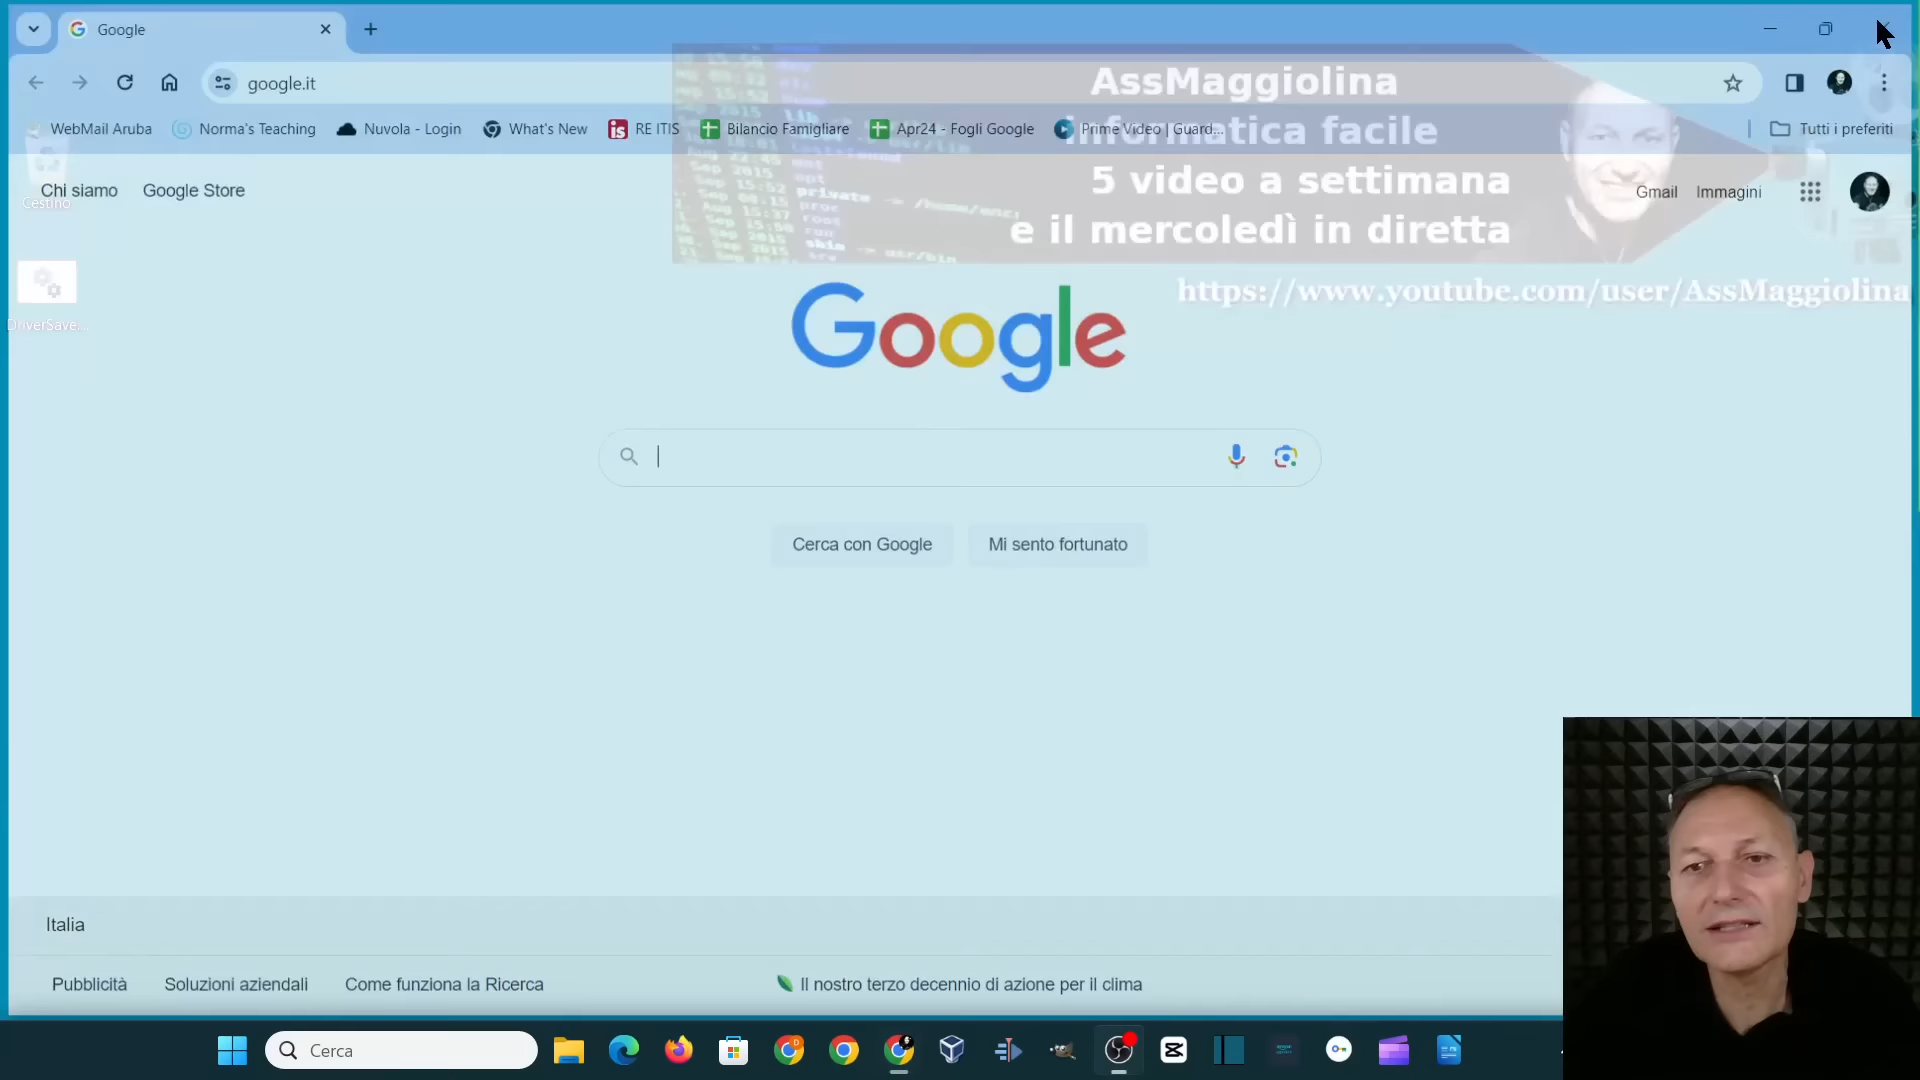 Google
google.it
WebMail Aruba
Norma's Teaching
Nuvola - Login
What's New
RE ITIS
Bilancio Famigliare
Apr24 - Fogli Google
Prime Video | Guard...
Tutti i preferiti
AssMaggiolina
informatica facile
5 video a settimana
e il mercoledì in diretta
https://www.youtube.com/user/AssMaggiolina
Chi siamo
Google Store
Gmail
Immagini
Cestino
DriverSave...
Google
Cerca con Google
Mi sento fortunato
Italia
Pubblicità
Soluzioni aziendali
Come funziona la Ricerca
Il nostro terzo decennio di azione per il clima
Cerca